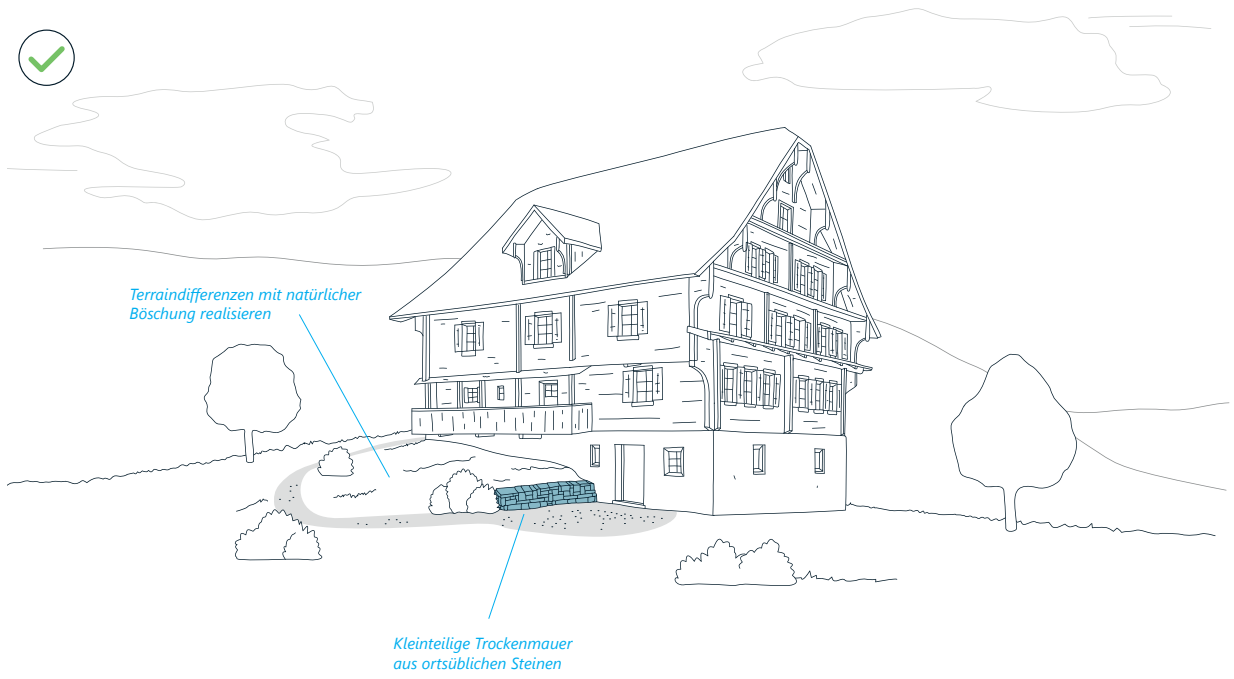 Terraindifferenzen mit natürlicher
Böschung realisieren
Kleinteilige Trockenmauer
aus ortsüblichen Steinen